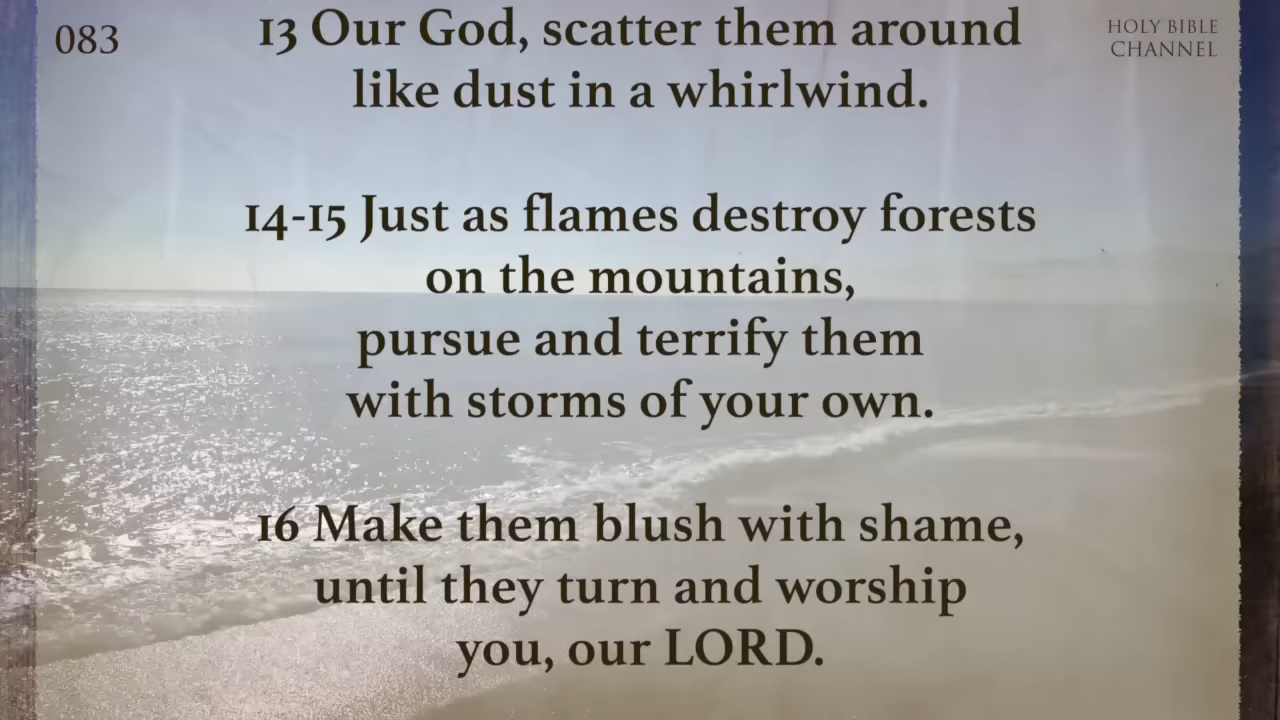 083
HOLY BIBLE
CHANNEL
13 Our God, scatter them around
like dust in a whirlwind.
14-15 Just as flames destroy forests
on the mountains,
pursue and terrify them
with storms of your own.
16 Make them blush with shame,
until they turn and worship
you, our LORD.